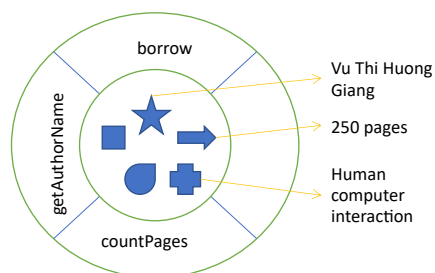 borrow
getAuthorName
countPages
Vu Thi Huong
Giang
250 pages
Human
computer
interaction